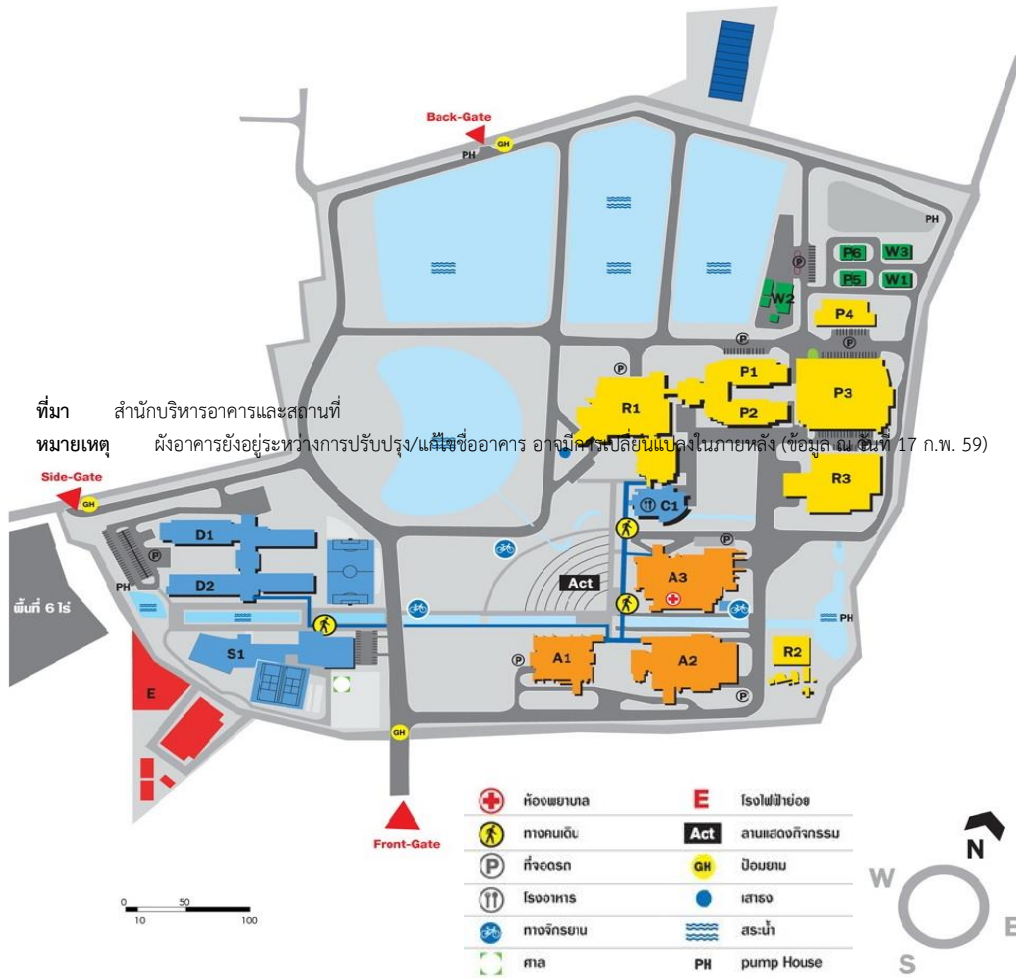 Back-Gate
GH
PH
PH
P6
W3
P
P5
W1
W2
P4
P
P
P1
P
P3
R1
P2
ที่มา สำนักบริหารอาคารและสถานที่
หมายเหตุ ผังอาคารยังอยู่ระหว่างการปรับปรุง/แก้ไขชื่ออาคาร อาจมีการเปลี่ยนแปลงในภายหลัง (ข้อมูล ณ วันที่ 17 ก.พ. 59)
Side-Gate
GH
R3
C1
D1
P
P
Act
A3
PH
D2
พื้นที่ 6 ไร่
PH
S1
A1
A2
R2
P
P
E
GH
Front-Gate
ห้องพยาบาล
E โรงไฟฟ้าย่อย
ทางคนเดิน
Act ลานแสดงกิจกรรม
P ที่จอดรถ
GH ป้อมยาม
โรงอาหาร
เสาธง
ทางจักรยาน
สระน้ำ
ศาล
PH pump House
0 50
10 100
N
W
E
S